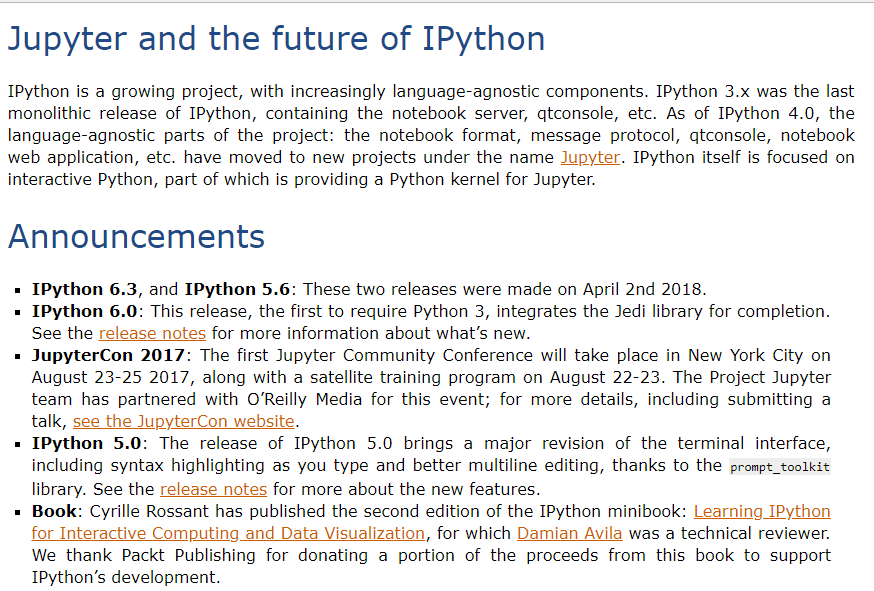 Jupyter and the future of IPython
IPython is a growing project, with increasingly language-agnostic components. IPython 3.x was the last
monolithic release of IPython, containing the notebook server, qtconsole, etc. As of IPython 4.0, the
language-agnostic parts of the project: the notebook format, message protocol, qtconsole, notebook
web application, etc. have moved to new projects under the name Jupyter. IPython itself is focused on
interactive Python, part of which is providing a Python kernel for Jupyter.
Announcements
▪ IPython 6.3, and IPython 5.6: These two releases were made on April 2nd 2018.
▪ IPython 6.0: This release, the first to require Python 3, integrates the Jedi library for completion.
See the release notes for more information about what’s new.
▪ JupyterCon 2017: The first Jupyter Community Conference will take place in New York City on
August 23-25 2017, along with a satellite training program on August 22-23. The Project Jupyter
team has partnered with O’Reilly Media for this event; for more details, including submitting a
talk, see the JupyterCon website.
▪ IPython 5.0: The release of IPython 5.0 brings a major revision of the terminal interface,
including syntax highlighting as you type and better multiline editing, thanks to the prompt_toolkit
library. See the release notes for more about the new features.
▪ Book: Cyrille Rossant has published the second edition of the IPython minibook: Learning IPython
for Interactive Computing and Data Visualization, for which Damian Avila was a technical reviewer.
We thank Packt Publishing for donating a portion of the proceeds from this book to support
IPython’s development.